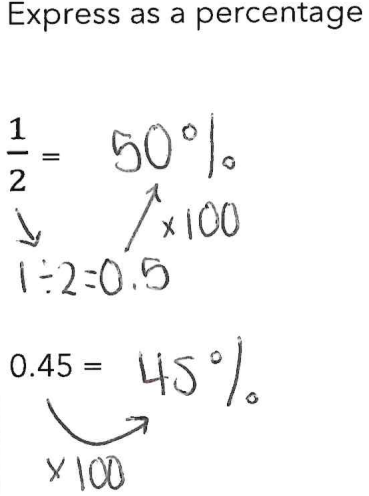 Express as a percentage
1/2 = 50%
×100
1÷2=0.5
0.45 = 45%
×100